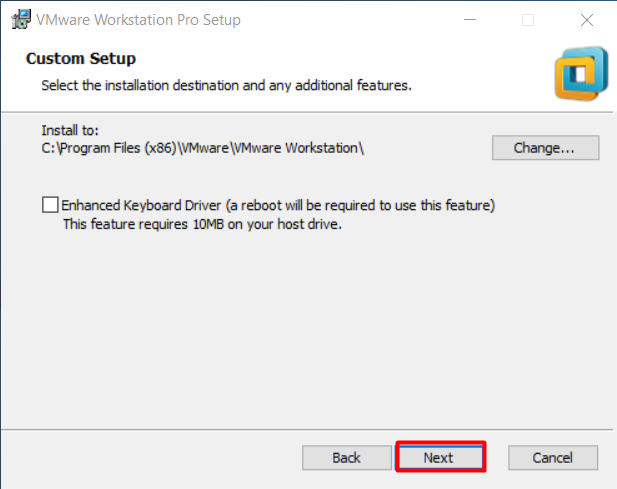 VMware Workstation Pro Setup
Custom Setup
Select the installation destination and any additional features.
Install to:
C:\Program Files (x86)\VMware\VMware Workstation\
Change...
Enhanced Keyboard Driver (a reboot will be required to use this feature)
This feature requires 10MB on your host drive.
Back
Next
Cancel